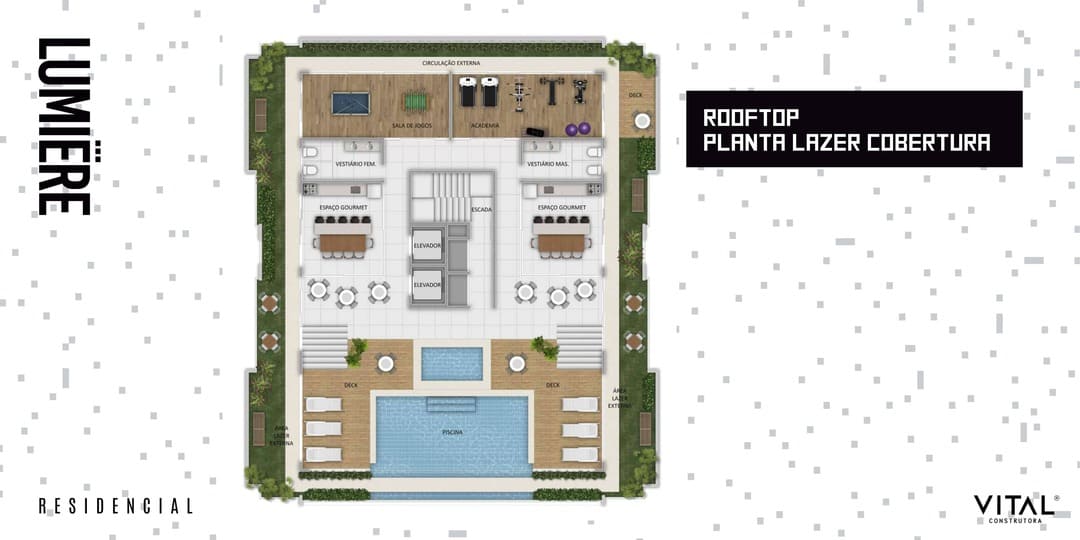 LUMIËRE
RESIDENCIAL
CIRCULAÇÃO EXTERNA
DECK
SALA DE JOGOS
ACADEMIA
VESTIÁRIO FEM.
VESTIÁRIO MAS.
ESPAÇO GOURMET
ESPAÇO GOURMET
ESCADA
ELEVADOR
ELEVADOR
DECK
DECK
ÁREA
LAZER
EXTERNA
ÁREA
LAZER
EXTERNA
PISCINA
ROOFTOP
PLANTA LAZER COBERTURA
VITAL®
CONSTRUTORA